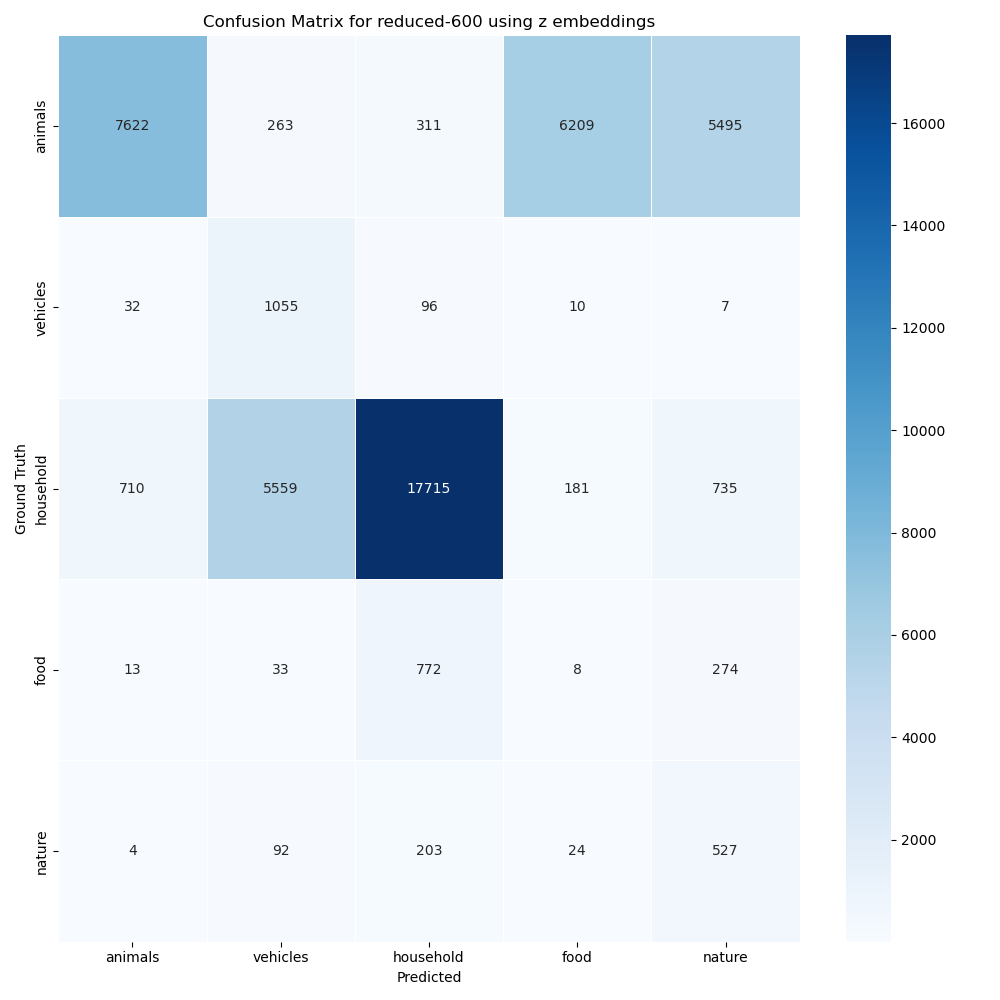 Confusion Matrix for reduced-600 using z embeddings
animals 7622 263 311 6209 5495
vehicles 32 1055 96 10 7
household 710 5559 17715 181 735
food 13 33 772 8 274
nature 4 92 203 24 527
Ground Truth
animals vehicles household food nature
Predicted
16000
14000
12000
10000
8000
6000
4000
2000